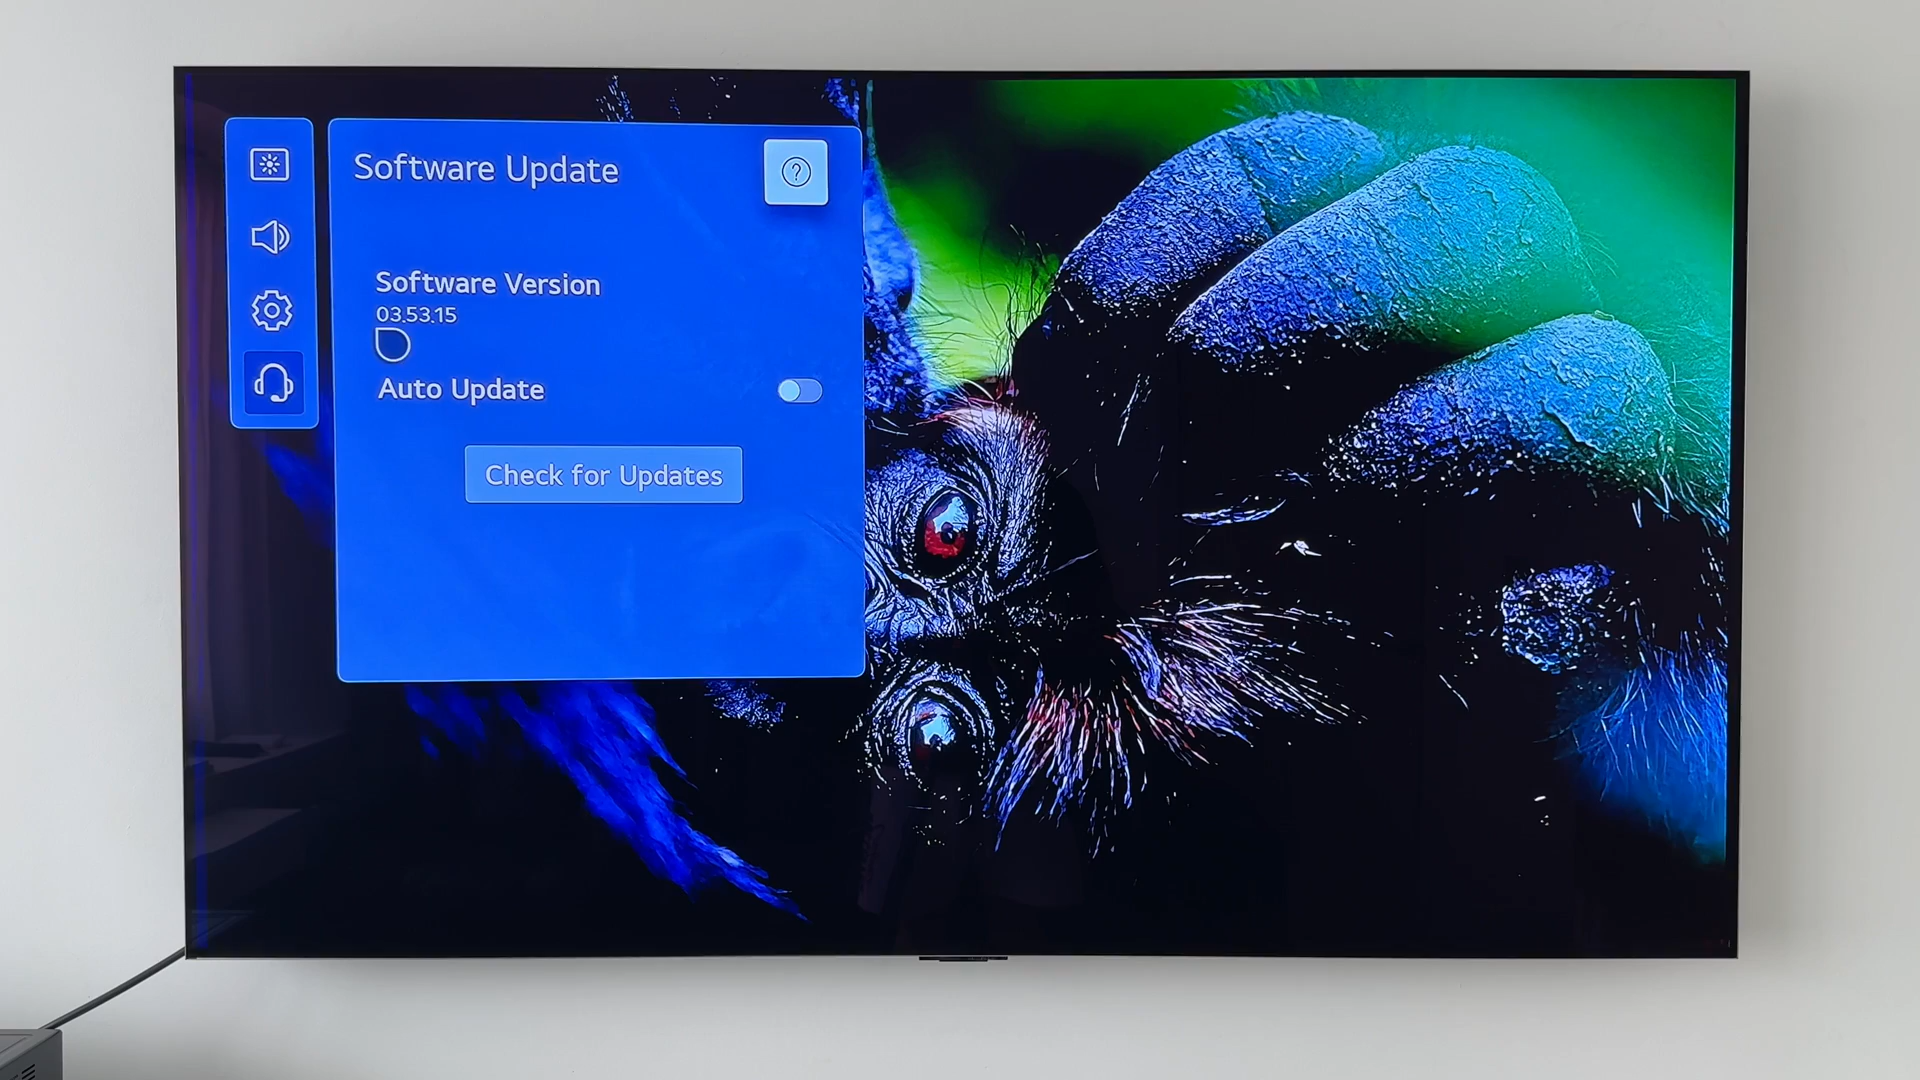 Software Update
?
Software Version
03.53.15
Auto Update
Check for Updates